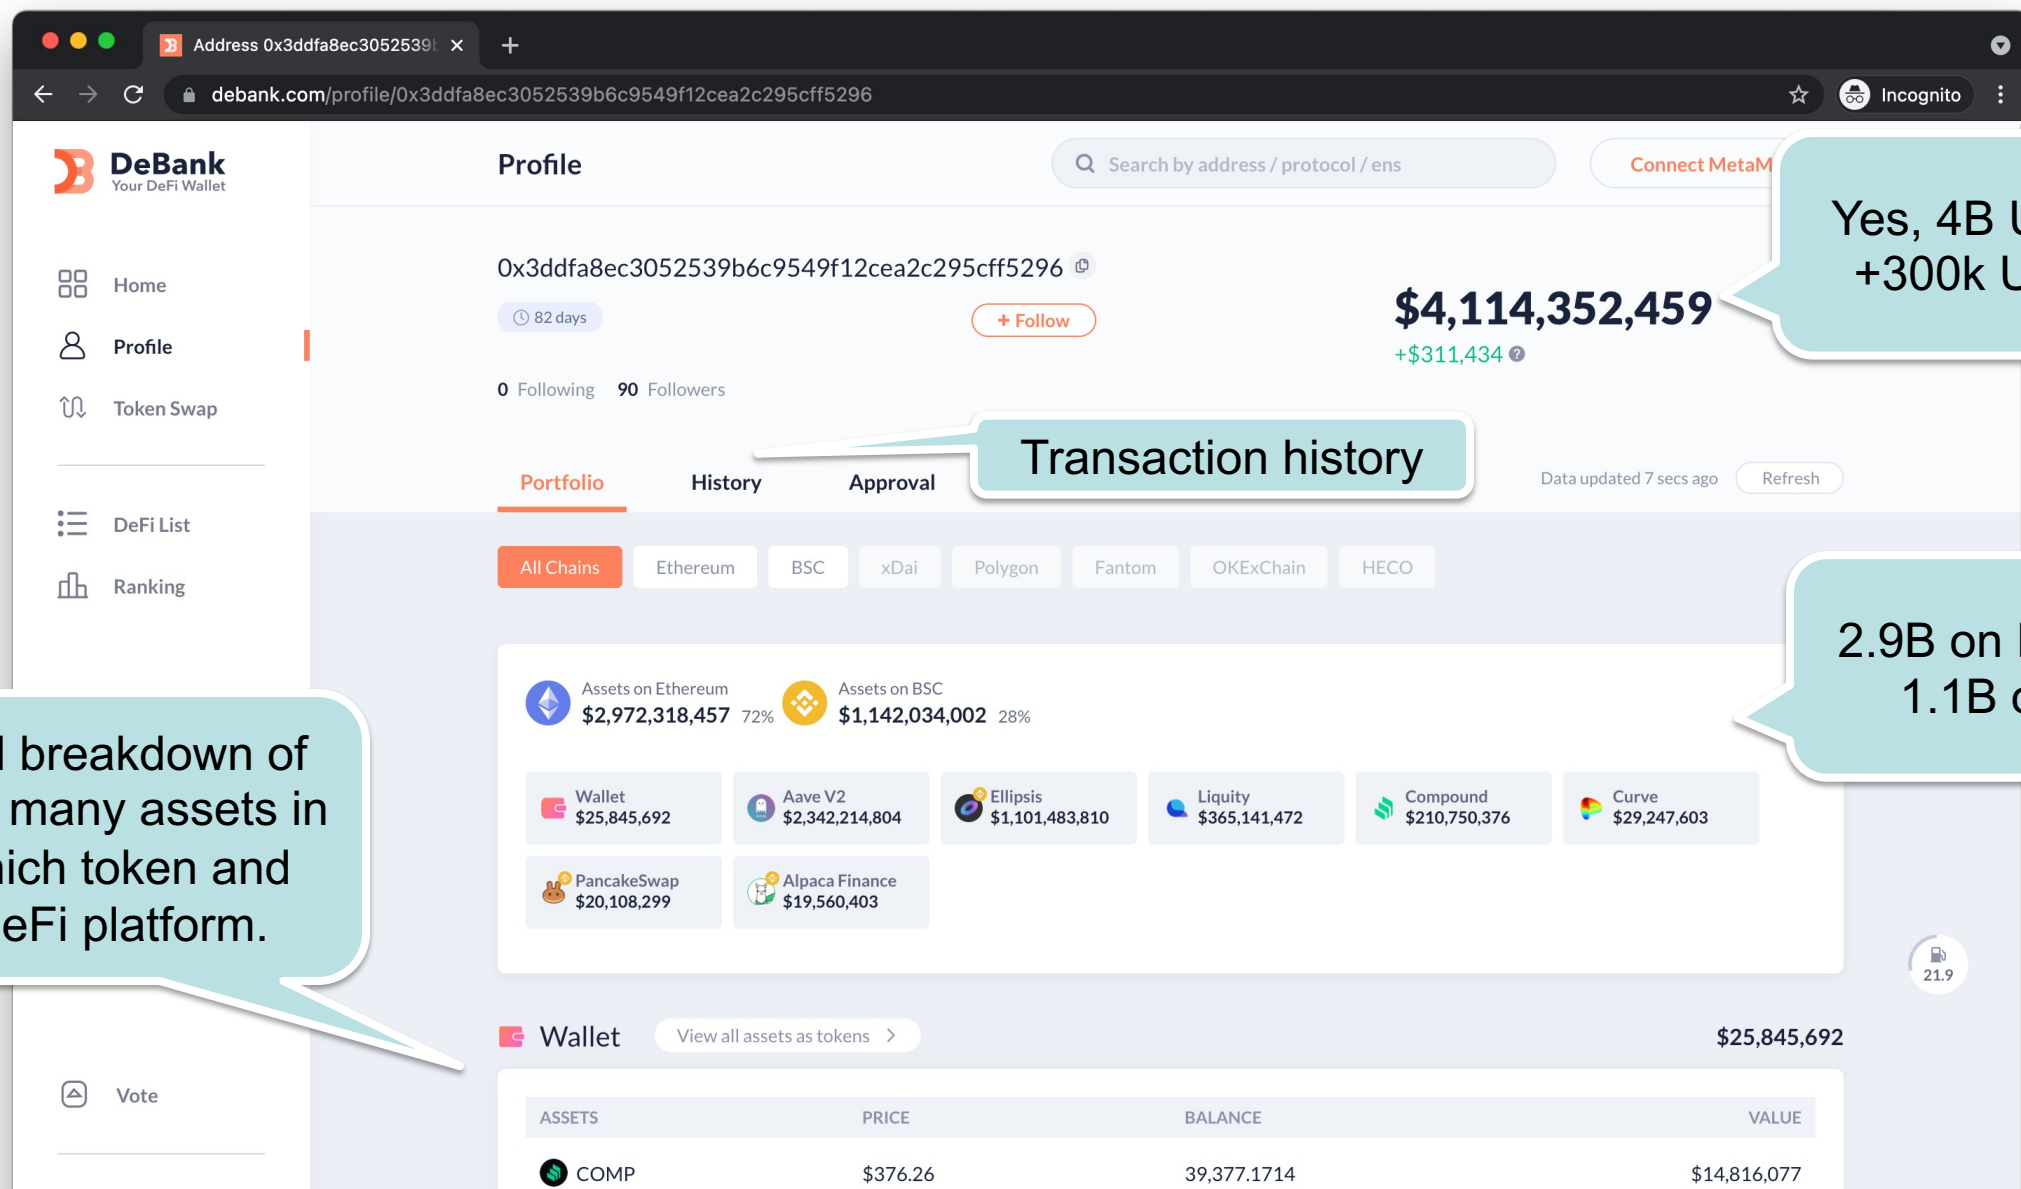 Address 0x3ddfa8ec3052539b
debank.com/profile/0x3ddfa8ec3052539b6c9549f12cea2c295cff5296
Incognito
DeBank
Your DeFi Wallet
Profile
Search by address / protocol / ens
Connect MetaM
Yes, 4B
+300k
Home
Profile
Token Swap
DeFi List
Ranking
Vote
0x3ddfa8ec3052539b6c9549f12cea2c295cff5296
82 days
+ Follow
$4,114,352,459
+$311,434
0 Following 90 Followers
Transaction history
Portfolio History Approval
Data updated 7 secs ago Refresh
All Chains Ethereum BSC xDai Polygon Fantom OKExChain HECO
2.9B on
1.1B
Assets on Ethereum
$2,972,318,457 72%
Assets on BSC
$1,142,034,002 28%
breakdown of
many assets in
token and
platform.
Wallet
$25,845,692
Aave V2
$2,342,214,804
Ellipsis
$1,101,483,810
Liquity
$365,141,472
Compound
$210,750,376
Curve
$29,247,603
PancakeSwap
$20,108,299
Alpaca Finance
$19,560,403
21.9
Wallet View all assets as tokens > $25,845,692
ASSETS PRICE BALANCE VALUE
COMP $376.26 39,377.1714 $14,816,077